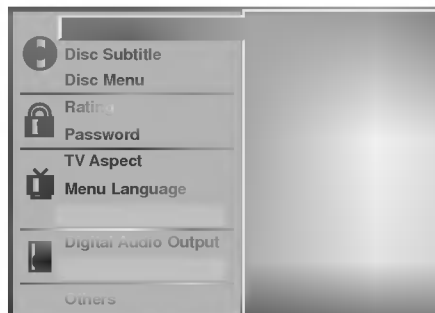 Disc Subtitle
Disc Menu
Rating
Password
TV Aspect
Menu Language
Digital Audio Output
Others